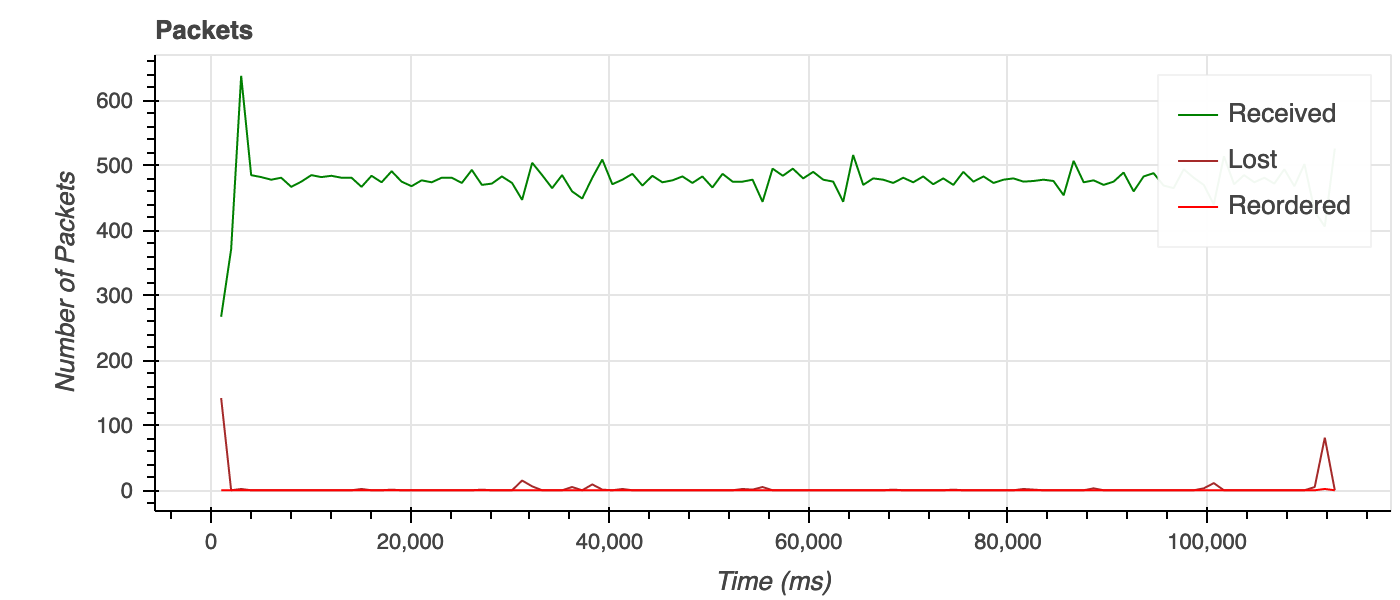 Packets
600
500
400
300
200
100
0
Number of Packets
Received
Lost
Reordered
0
20,000
40,000
60,000
80,000
100,000
Time (ms)